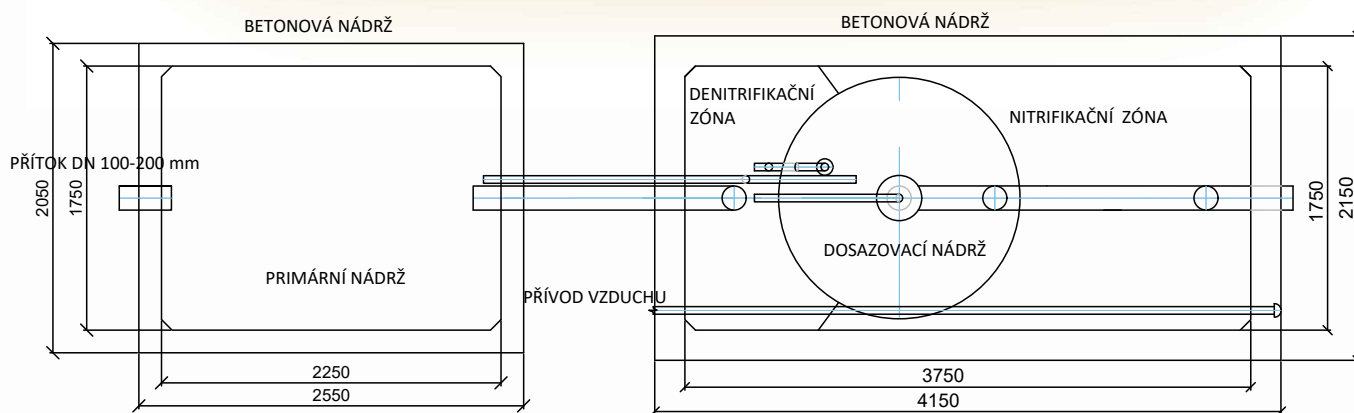 BETONOVÁ NÁDRŽ
PŘÍTOK DN 100-200 mm
2050
1750
PRIMÁRNÍ NÁDRŽ
2250
2550
BETONOVÁ NÁDRŽ
DENITRIFIKAČNÍ
ZÓNA
NITRIFIKAČNÍ ZÓNA
DOSAZOVACÍ NÁDRŽ
PŘÍVOD VZDUCHU
1750
2150
3750
4150